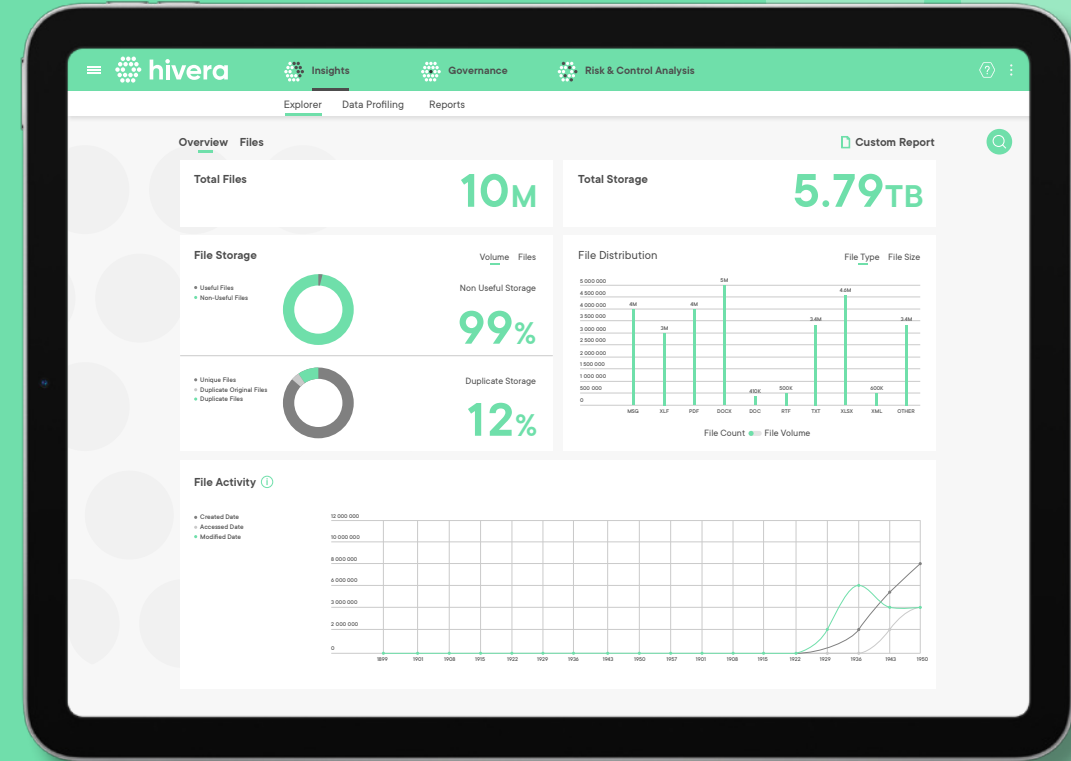 hivera
Insights
Governance
Risk & Control Analysis
?
Explorer
Data Profiling
Reports
Overview
Files
Custom Report
Total Files
10M
Total Storage
5.79TB
File Storage
Volume
Files
Useful Files
Non-Useful Files
Non Useful Storage
99%
Unique Files
Duplicate Original Files
Duplicate Files
Duplicate Storage
12%
File Distribution
File Type
File Size
5 000 000
4 500 000
4 000 000
3 500 000
3 000 000
2 500 000
2 000 000
1 500 000
1 000 000
500 000
0
4M
3M
4M
5M
410K
500X
3.4M
4.6M
600K
3.4M
MSG
XLF
PDF
DOCX
DOC
RTF
TXT
XLSX
XML
OTHER
File Count
File Volume
File Activity
i
Created Date
Accessed Date
Modified Date
12 000 000
10 000 000
8 000 000
6 000 000
3 000 000
2 000 000
0
1899
1901
1908
1915
1922
1929
1936
1943
1950
1957
1901
1908
1915
1922
1929
1936
1943
1950